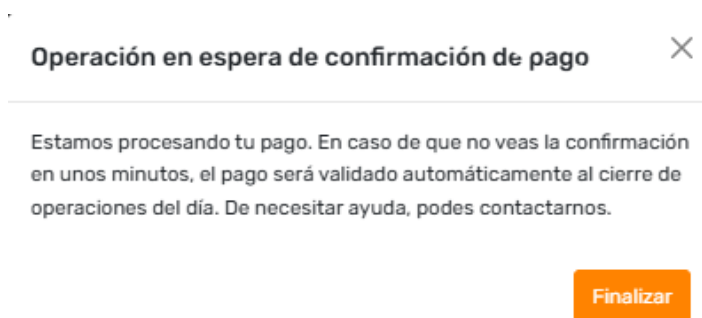 Operación en espera de confirmación de pago
Estamos procesando tu pago. En caso de que no veas la confirmación
en unos minutos, el pago será validado automáticamente al cierre de
operaciones del día. De necesitar ayuda, podes contactarnos.
Finalizar